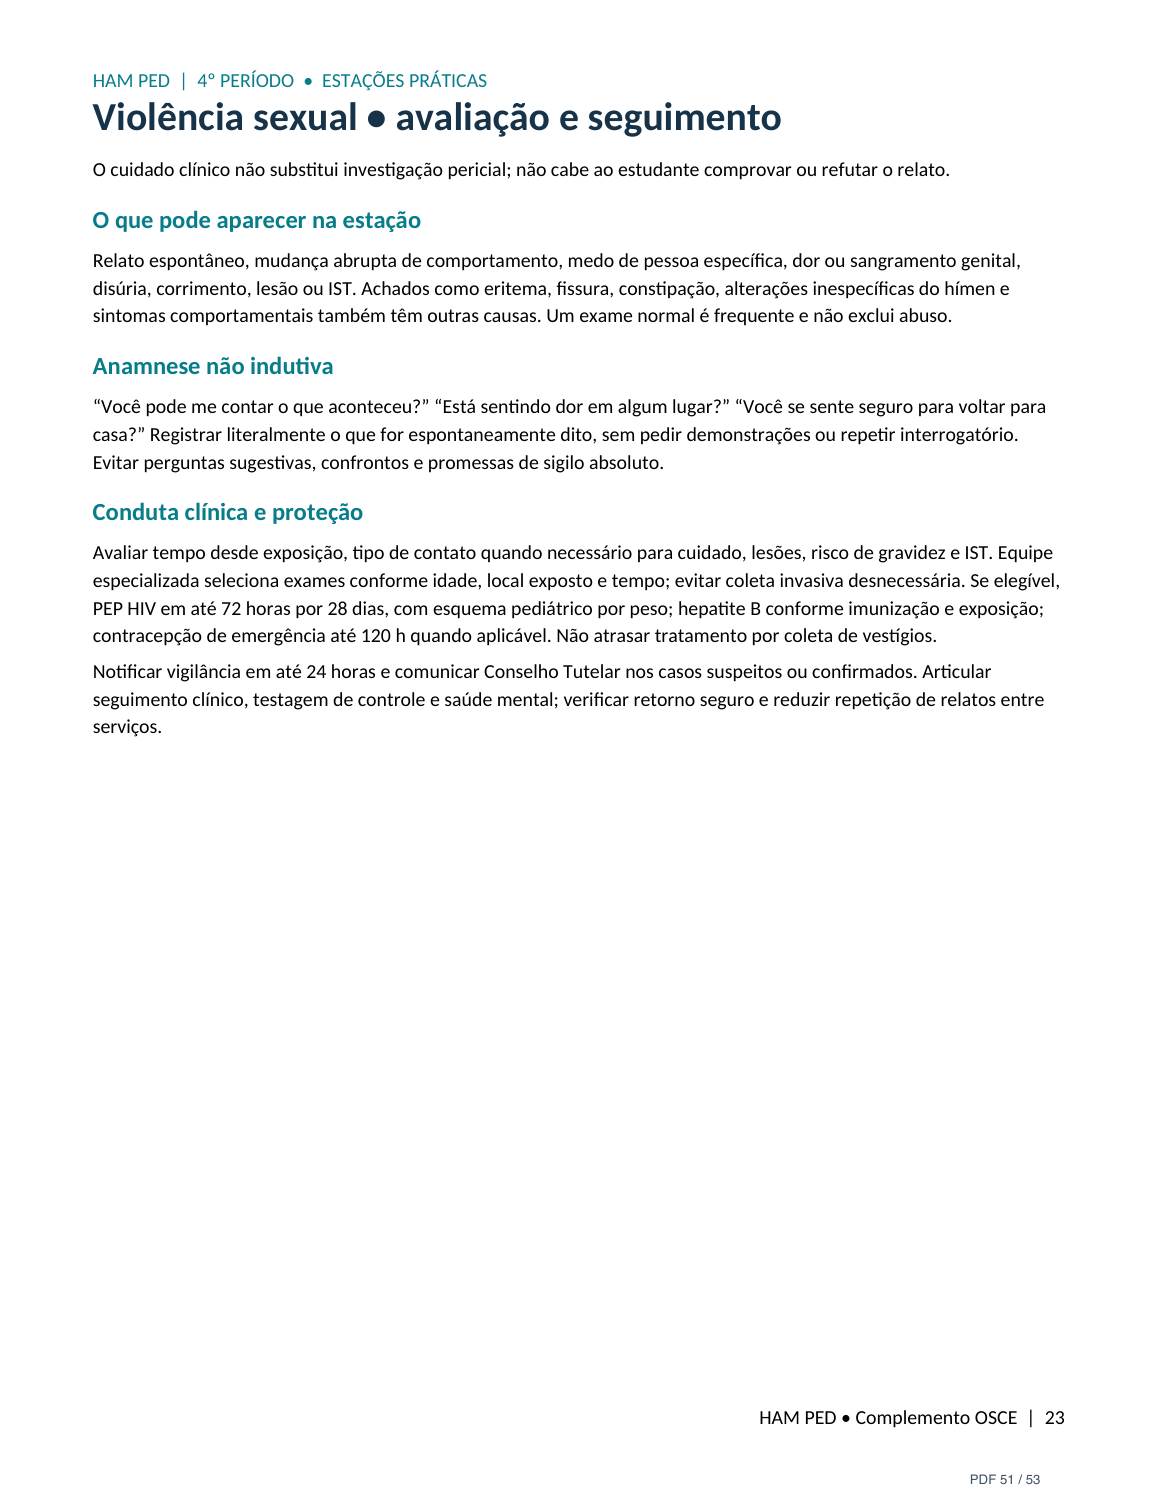 HAM PED | 4º PERÍODO • ESTAÇÕES PRÁTICAS
Violência sexual • avaliação e seguimento
O cuidado clínico não substitui investigação pericial; não cabe ao estudante comprovar ou refutar o relato.
O que pode aparecer na estação
Relato espontâneo, mudança abrupta de comportamento, medo de pessoa específica, dor ou sangramento genital,
disúria, corrimento, lesão ou IST. Achados como eritema, fissura, constipação, alterações inespecíficas do hímen e
sintomas comportamentais também têm outras causas. Um exame normal é frequente e não exclui abuso.
Anamnese não indutiva
“Você pode me contar o que aconteceu?” “Está sentindo dor em algum lugar?” “Você se sente seguro para voltar para
casa?” Registrar literalmente o que for espontaneamente dito, sem pedir demonstrações ou repetir interrogatório.
Evitar perguntas sugestivas, confrontos e promessas de sigilo absoluto.
Conduta clínica e proteção
Avaliar tempo desde exposição, tipo de contato quando necessário para cuidado, lesões, risco de gravidez e IST. Equipe
especializada seleciona exames conforme idade, local exposto e tempo; evitar coleta invasiva desnecessária. Se elegível,
PEP HIV em até 72 horas por 28 dias, com esquema pediátrico por peso; hepatite B conforme imunização e exposição;
contracepção de emergência até 120 h quando aplicável. Não atrasar tratamento por coleta de vestígios.
Notificar vigilância em até 24 horas e comunicar Conselho Tutelar nos casos suspeitos ou confirmados. Articular
seguimento clínico, testagem de controle e saúde mental; verificar retorno seguro e reduzir repetição de relatos entre
serviços.
HAM PED • Complemento OSCE | 23
PDF 51 / 53